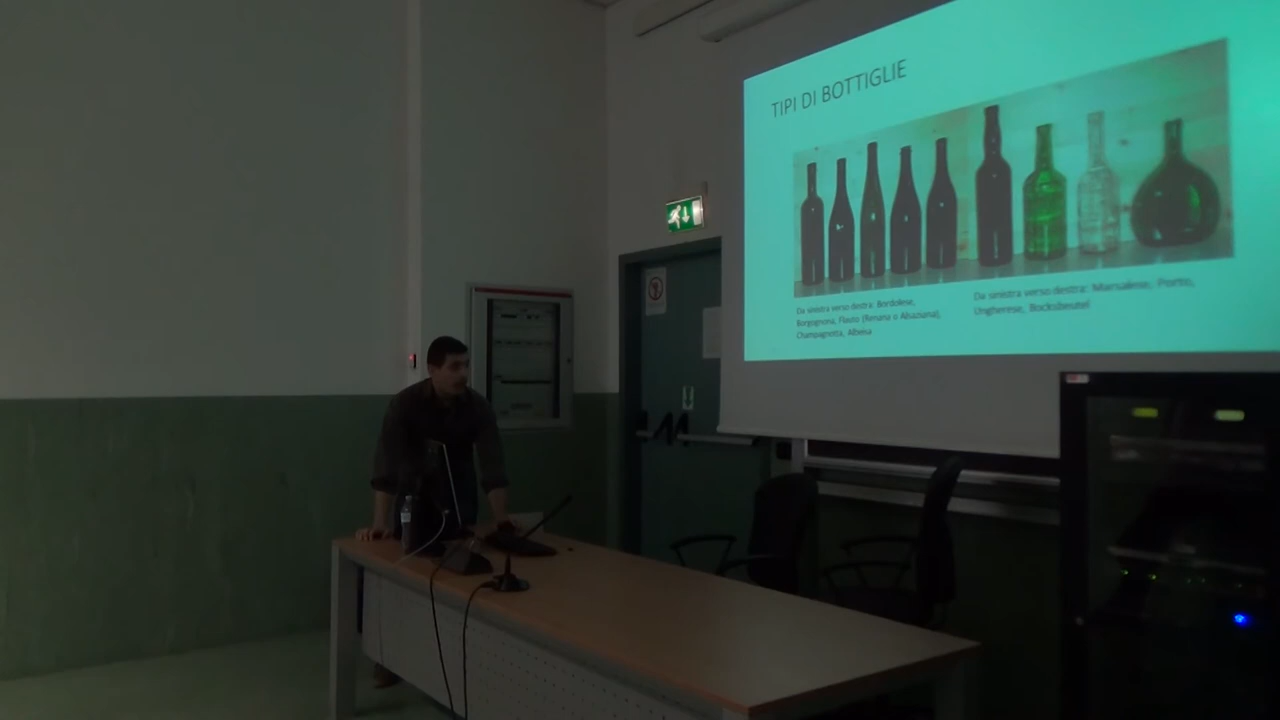 TIPI DI BOTTIGLIE
Da sinistra verso destra: Bordolese,
Borgognona, Flauto (Renana o Alsaziana),
Champagnotta, Albeisa
Da sinistra verso destra: Marsalese, Porto,
Ungherese, Bocksbeutel